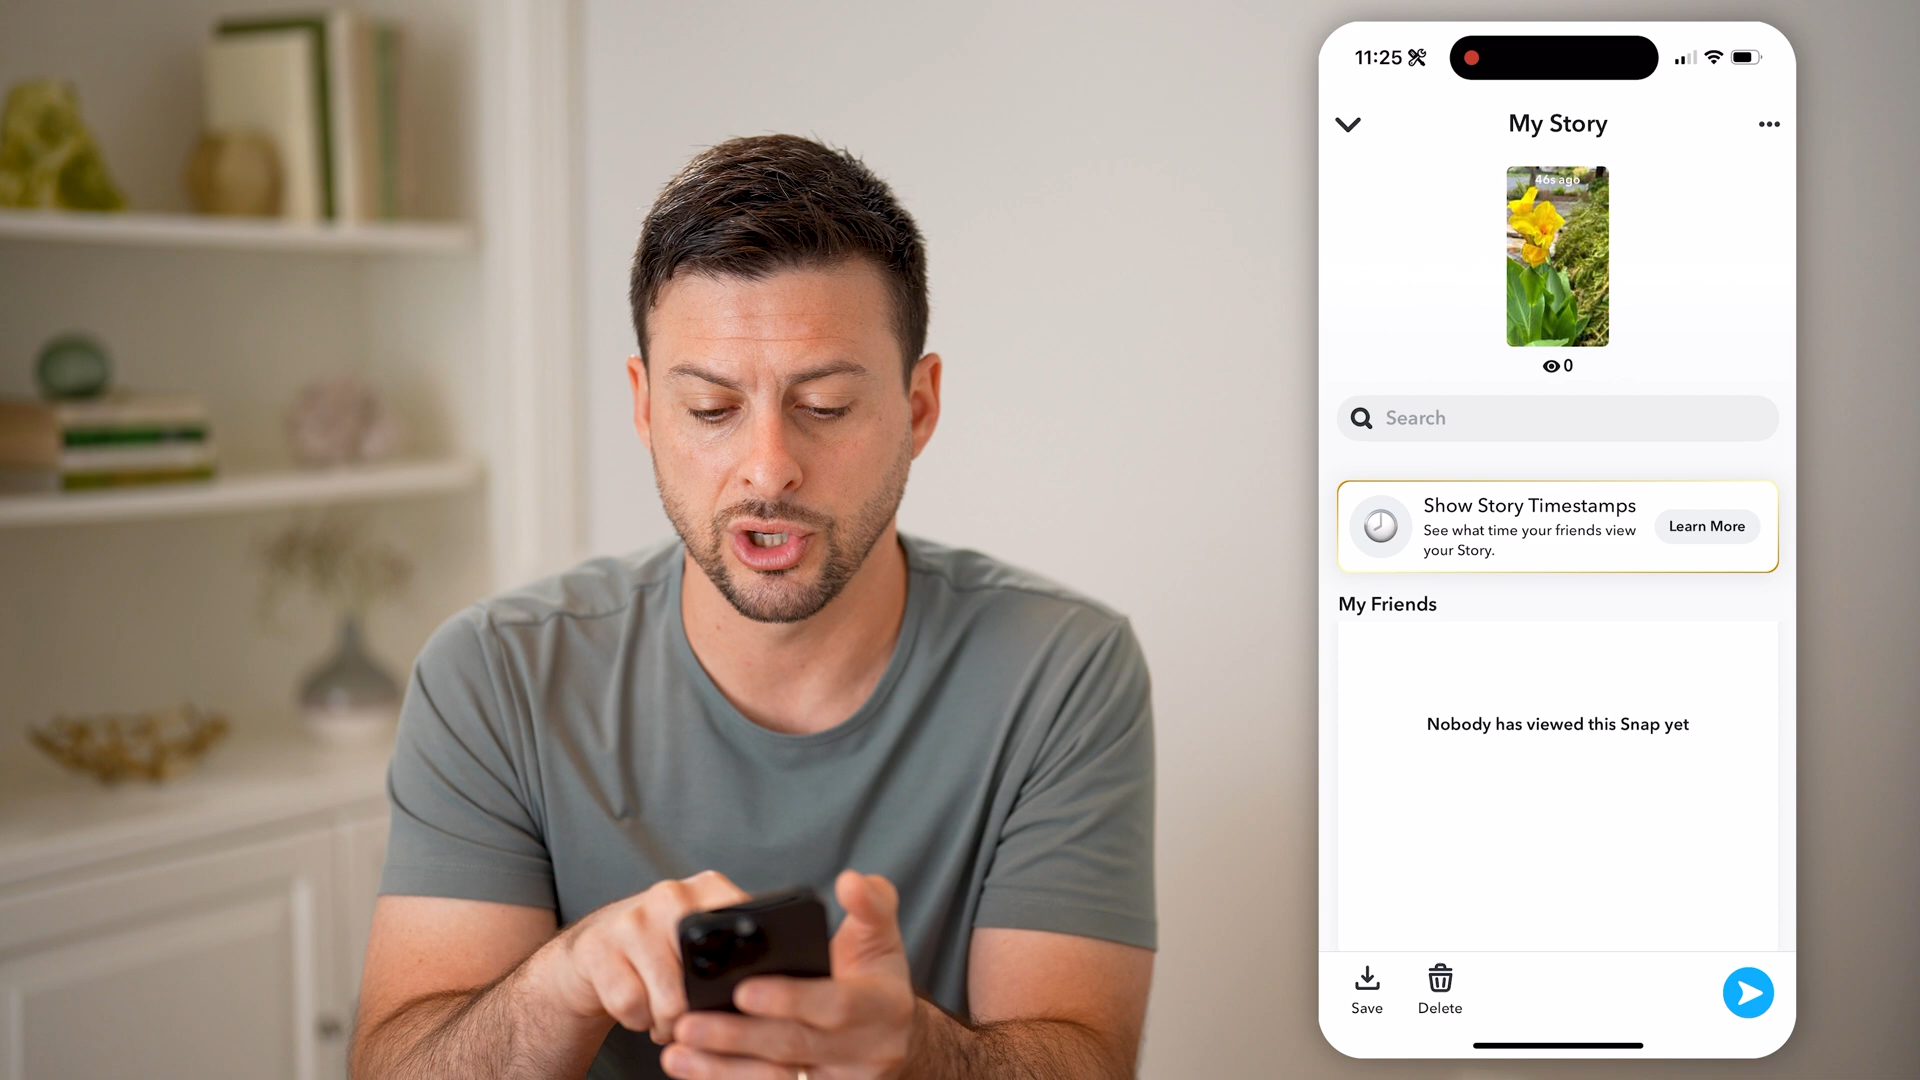 11:25
My Story
46s ago
0
Search
Show Story Timestamps
See what time your friends view
your Story.
Learn More
My Friends
Nobody has viewed this Snap yet
Save
Delete